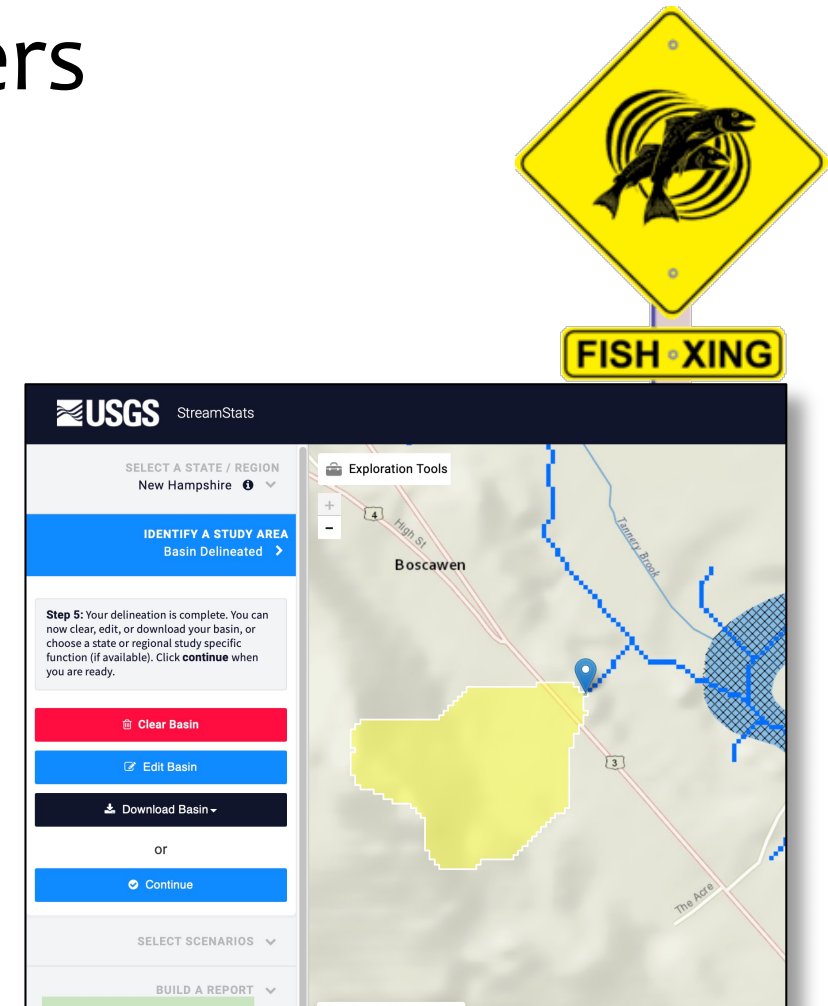 ers
FISH XING
USGS StreamStats
SELECT A STATE / REGION
New Hampshire
IDENTIFY A STUDY AREA
Basin Delineated
Step 5: Your delineation is complete. You can
now clear, edit, or download your basin, or
choose a state or regional study specific
function (if available). Click continue when
you are ready.
Clear Basin
Edit Basin
Download Basin
or
Continue
SELECT SCENARIOS
BUILD A REPORT
Exploration Tools
+
-
4
High St
Boscawen
Tannery Brook
3
The Acre